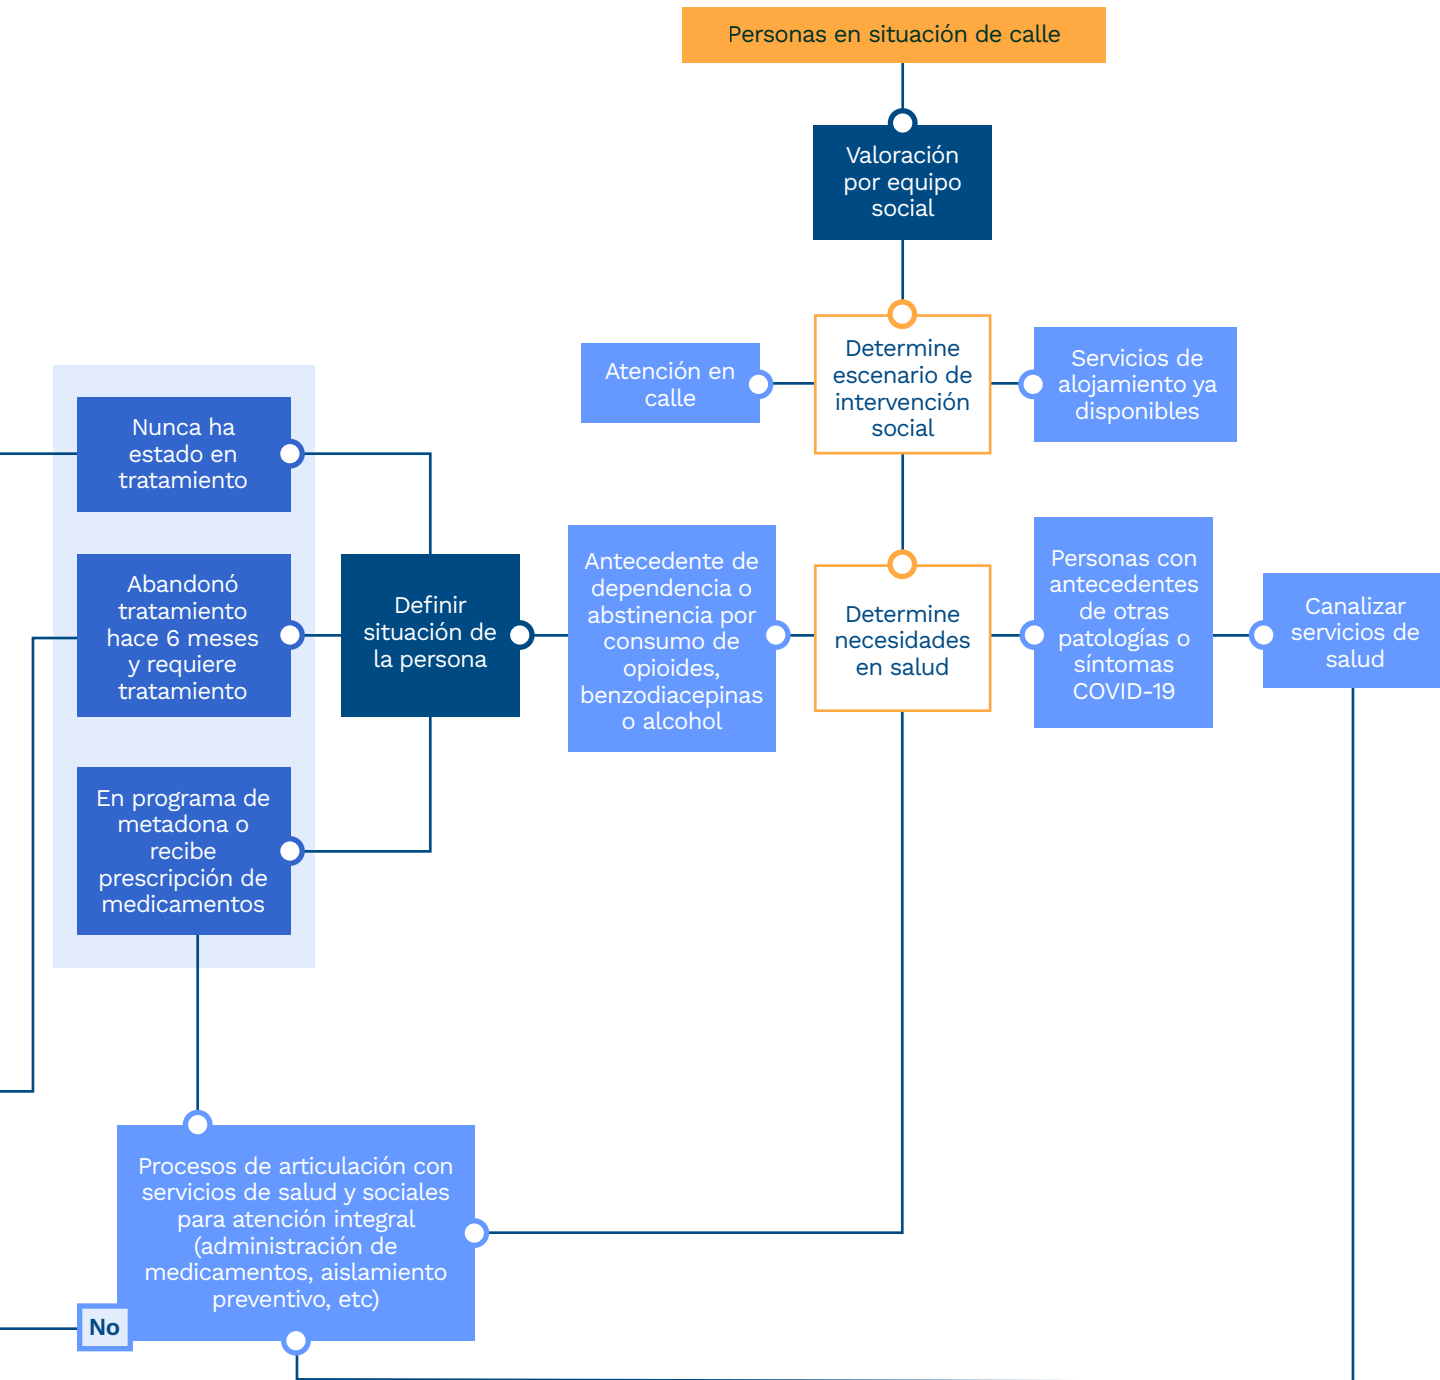 Personas en situación de calle
Valoración
por equipo
social
Determine
escenario de
intervención
social
Atención en
calle
Servicios de
alojamiento ya
disponibles
Determine
necesidades
en salud
Personas con
antecedentes
de otras
patologías o
síntomas
COVID-19
Canalizar
servicios de
salud
Antecedente de
dependencia o
abstinencia por
consumo de
opioides,
benzodiacepinas
o alcohol
Definir
situación de
la persona
Nunca ha
estado en
tratamiento
Abandonó
tratamiento
hace 6 meses
y requiere
tratamiento
En programa de
metadona o
recibe
prescripción de
medicamentos
Procesos de articulación con
servicios de salud y sociales
para atención integral
(administración de
medicamentos, aislamiento
preventivo, etc)
No